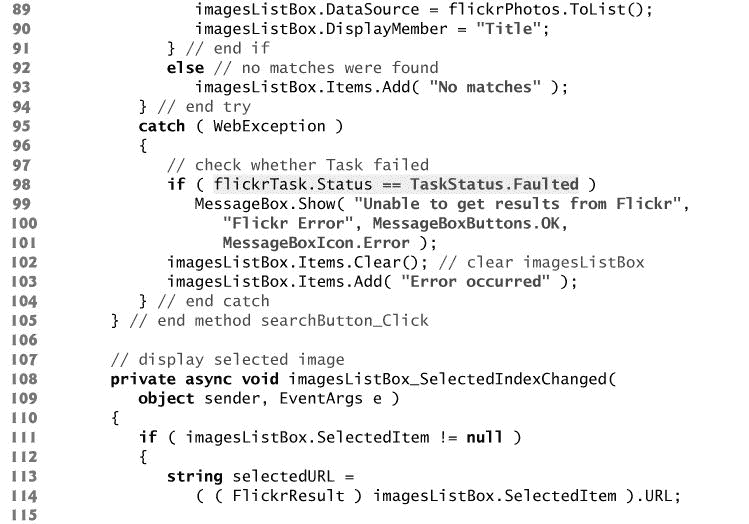 89 imagesListBox.DataSource = flickrPhotos.ToList();
90 imagesListBox.DisplayMember = "Title";
91 } // end if
92 else // no matches were found
93 imagesListBox.Items.Add( "No matches" );
94 } // end try
95 catch ( WebException )
96 {
97 // check whether Task failed
98 if ( flickrTask.Status == TaskStatus.Faulted )
99 MessageBox.Show( "Unable to get results from Flickr",
100 "Flickr Error", MessageBoxButtons.OK,
101 MessageBoxIcon.Error );
102 imagesListBox.Items.Clear(); // clear imagesListBox
103 imagesListBox.Items.Add( "Error occurred" );
104 } // end catch
105 } // end method searchButton_Click
106
107 // display selected image
108 private async void imagesListBox_SelectedIndexChanged(
109 object sender, EventArgs e )
110 {
111 if ( imagesListBox.SelectedItem != null )
112 {
113 string selectedURL =
114 ( ( FlickrResult ) imagesListBox.SelectedItem ).URL;
115